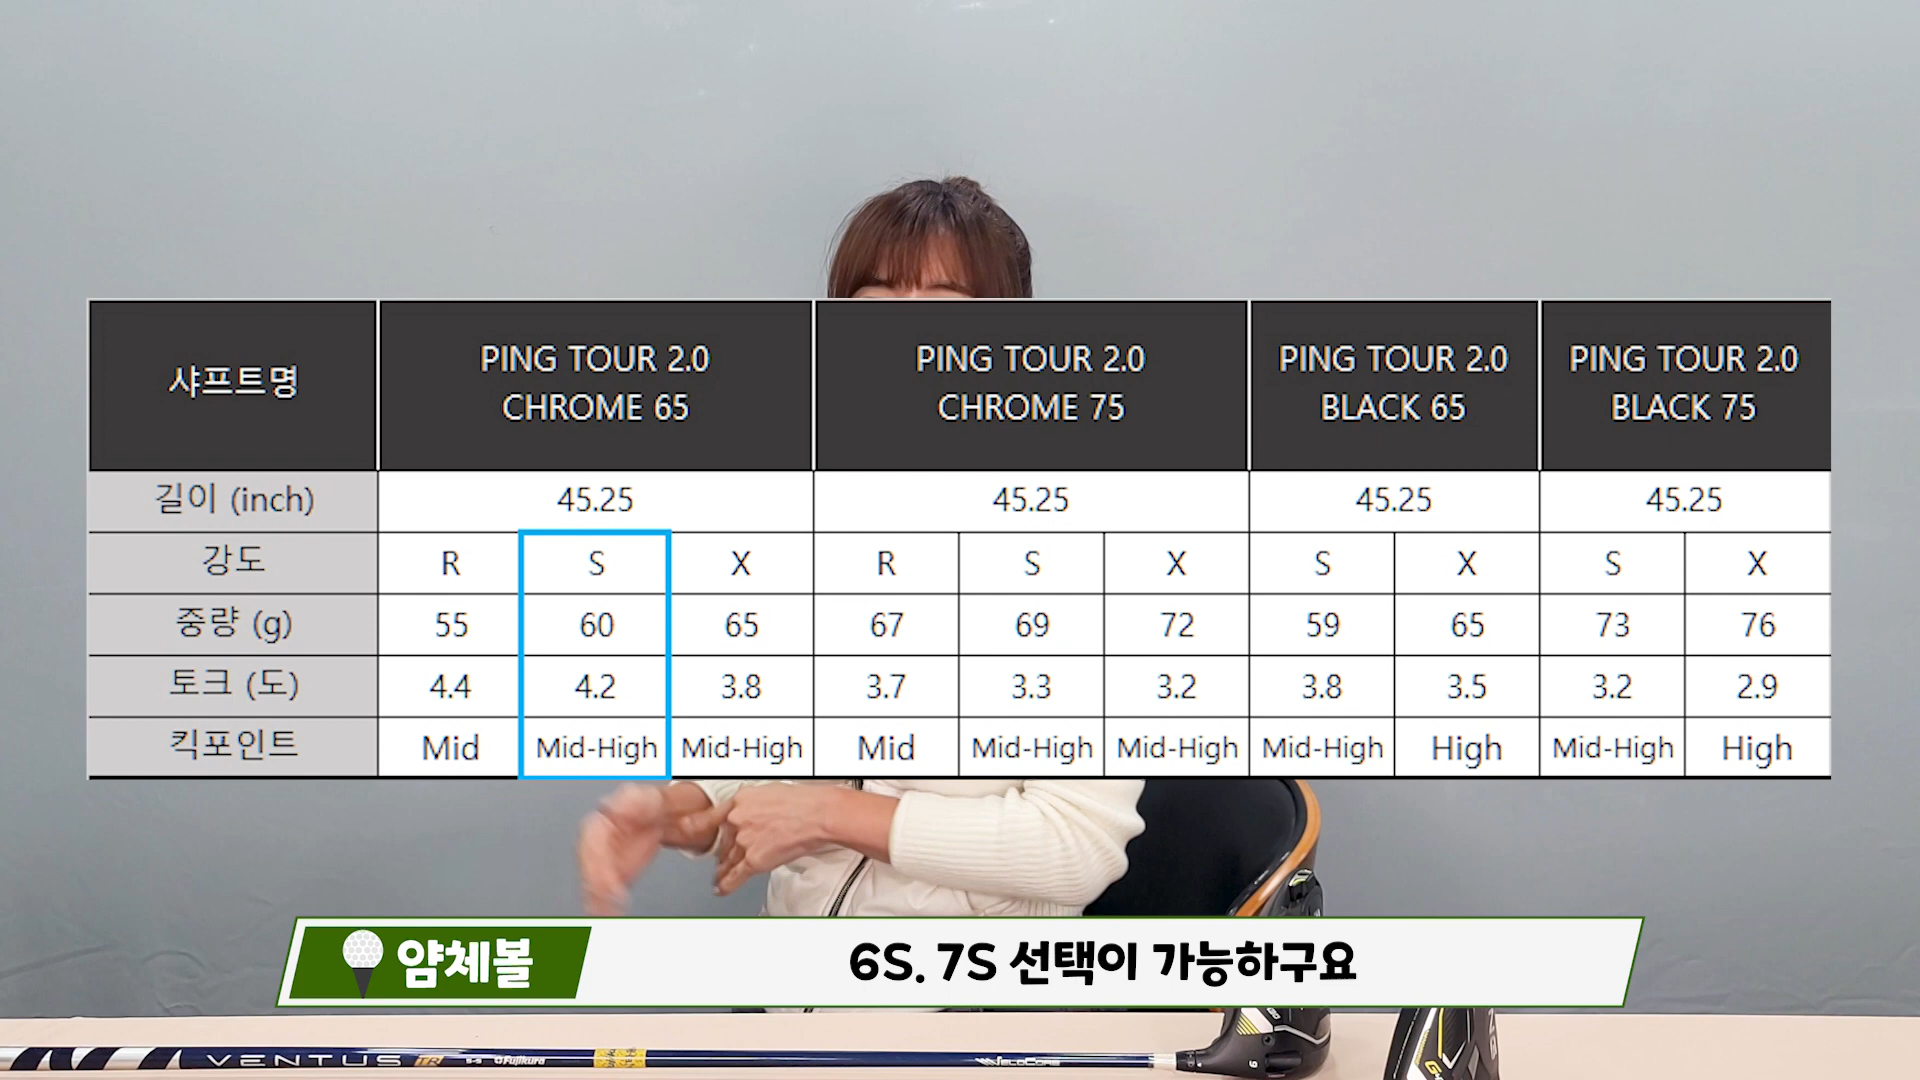 샤프트명 PING TOUR 2.0 CHROME 65 PING TOUR 2.0 CHROME 75 PING TOUR 2.0 BLACK 65 PING TOUR 2.0 BLACK 75
길이 (inch) 45.25 45.25 45.25 45.25
강도 R S X R S X S X S X
중량 (g) 55 60 65 67 69 72 59 65 73 76
토크 (도) 4.4 4.2 3.8 3.7 3.3 3.2 3.8 3.5 3.2 2.9
킥포인트 Mid Mid-High Mid-High Mid Mid-High Mid-High Mid-High High Mid-High High
얌체볼 6S. 7S 선택이 가능하구요
VENTUS TR 5-S Fujikura VELOCORE